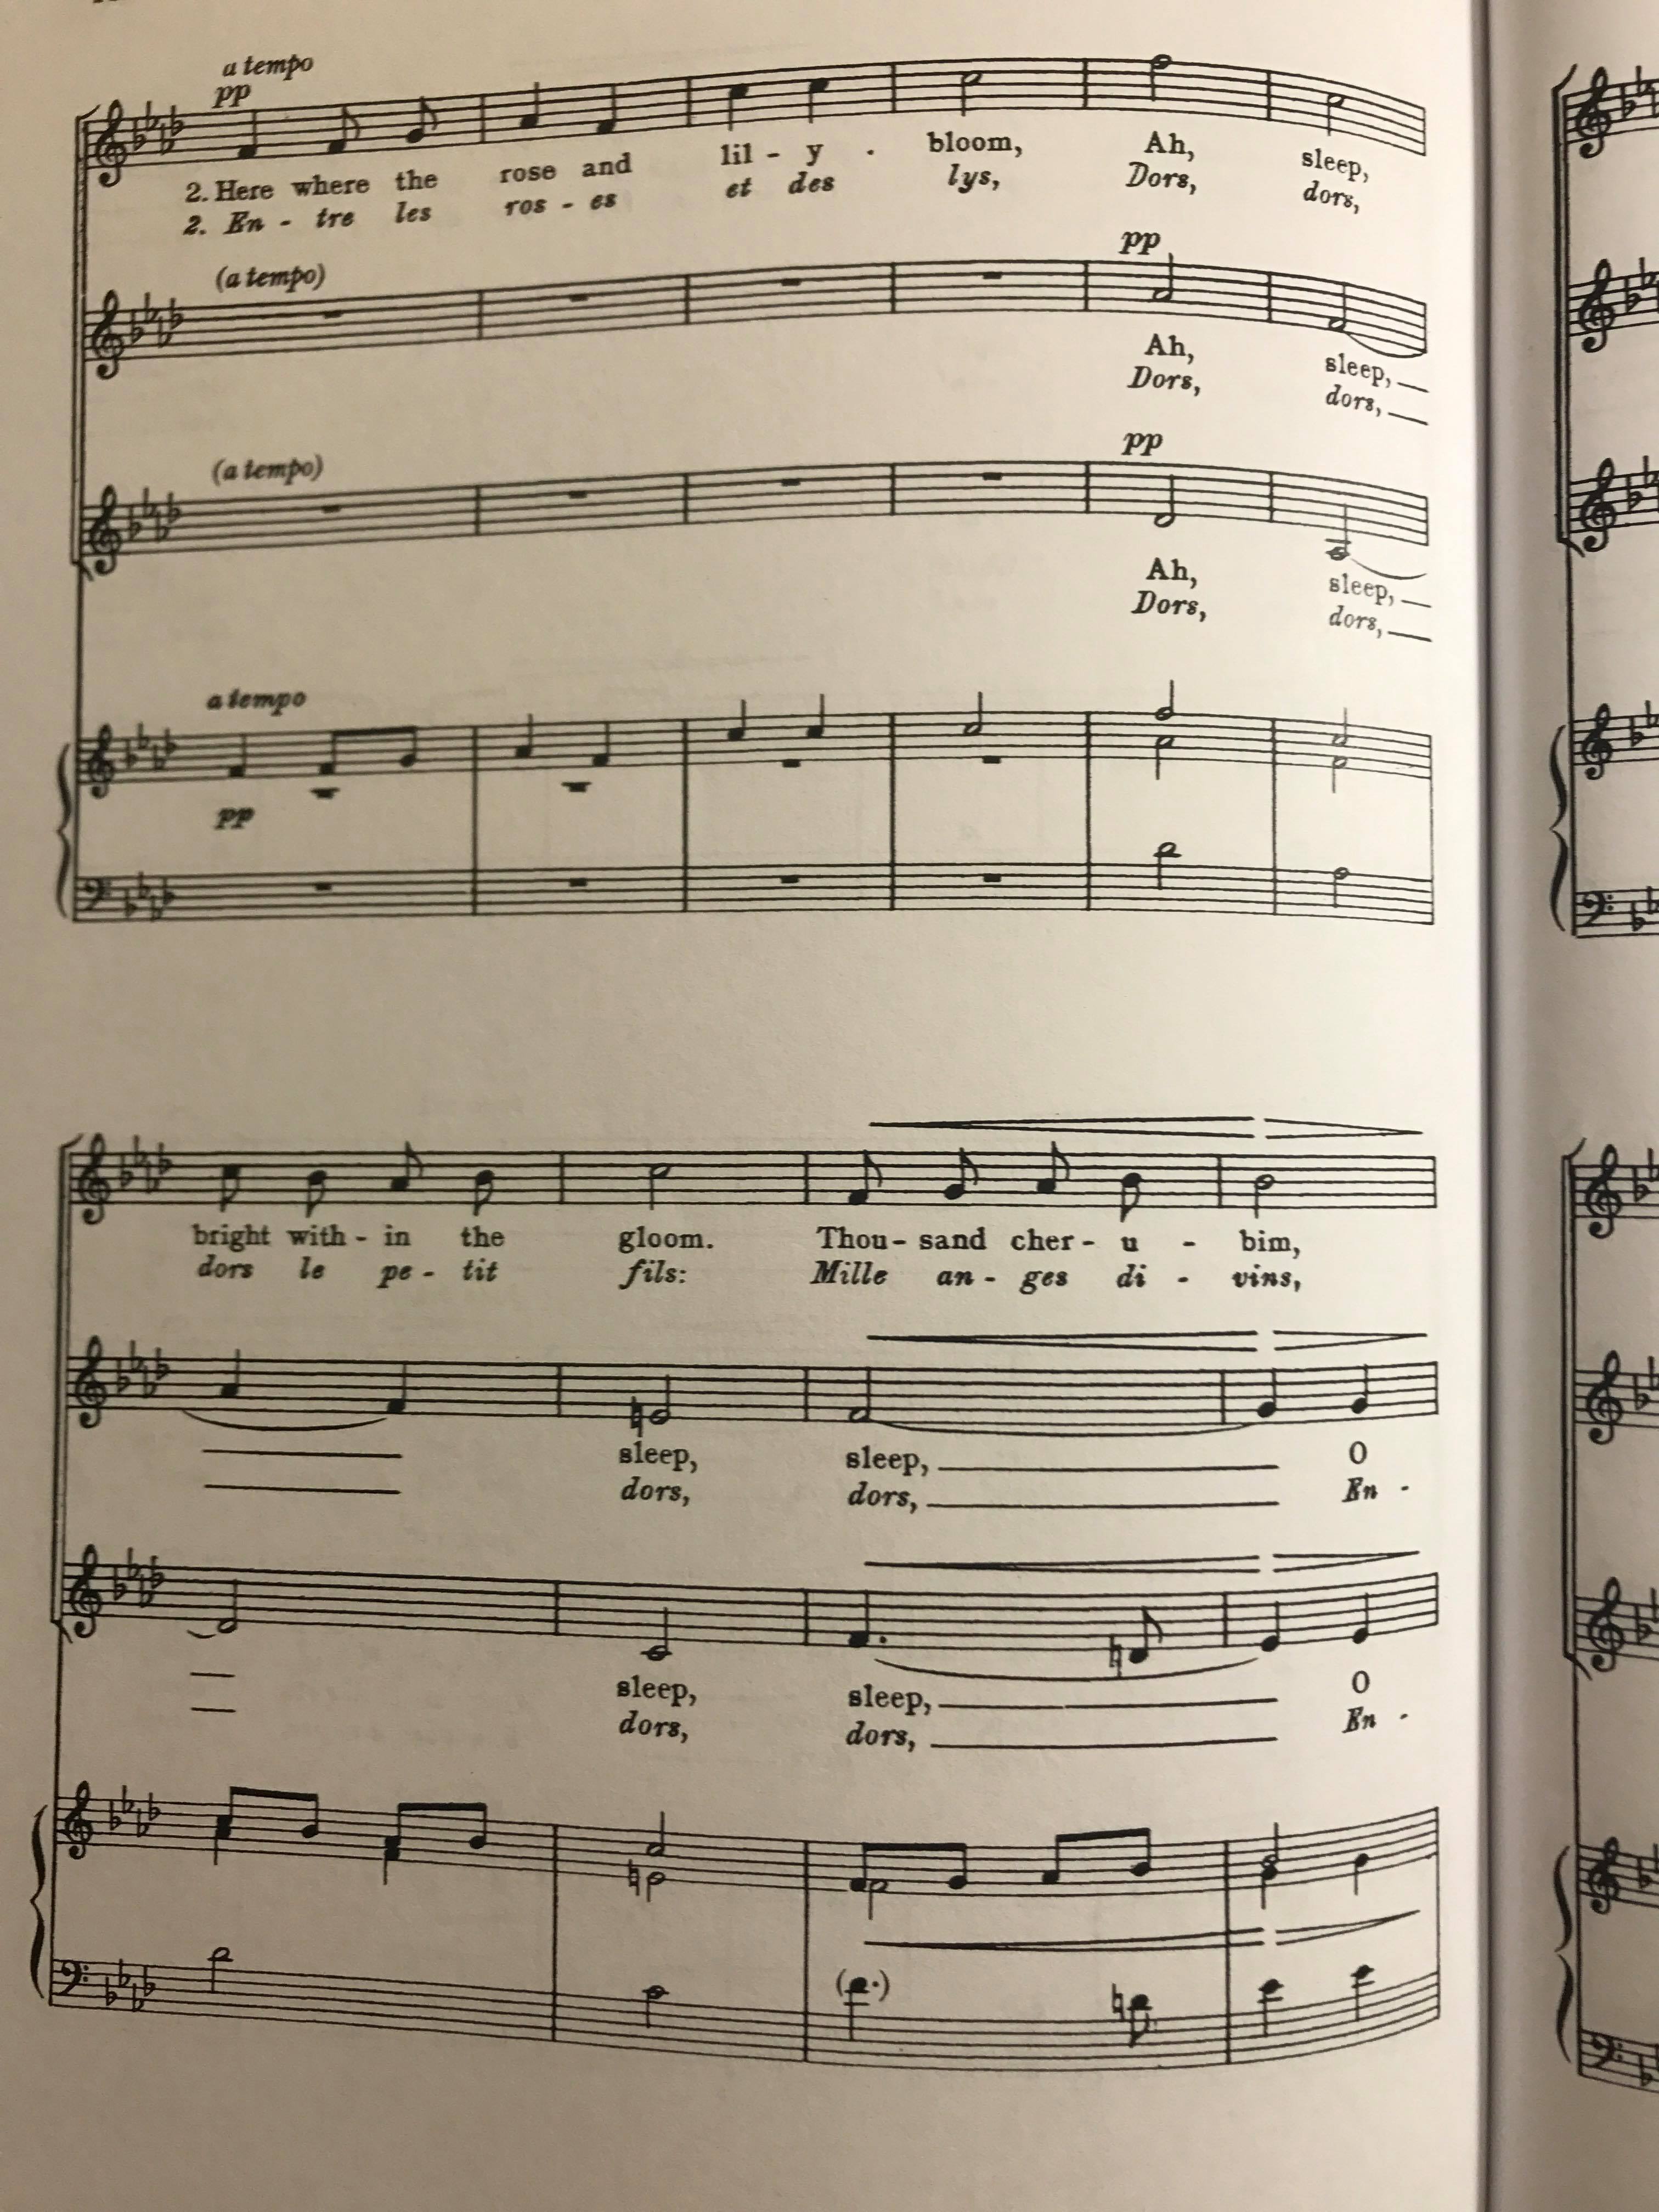 a tempo
pp
2. Here where the rose and lil - y - bloom, Ah, sleep,
2. En - tre les ros - es et des lys, Dors, dors,
(a tempo)
pp
Ah, sleep,
Dors, dors,
(a tempo)
pp
Ah, sleep,
Dors, dors,
a tempo
pp
bright with - in the gloom. Thou - sand cher - u - bim,
dors le pe - tit fils: Mille an - ges di - vins,
sleep, sleep, O
dors, dors, En -
sleep, sleep, O
dors, dors, En -